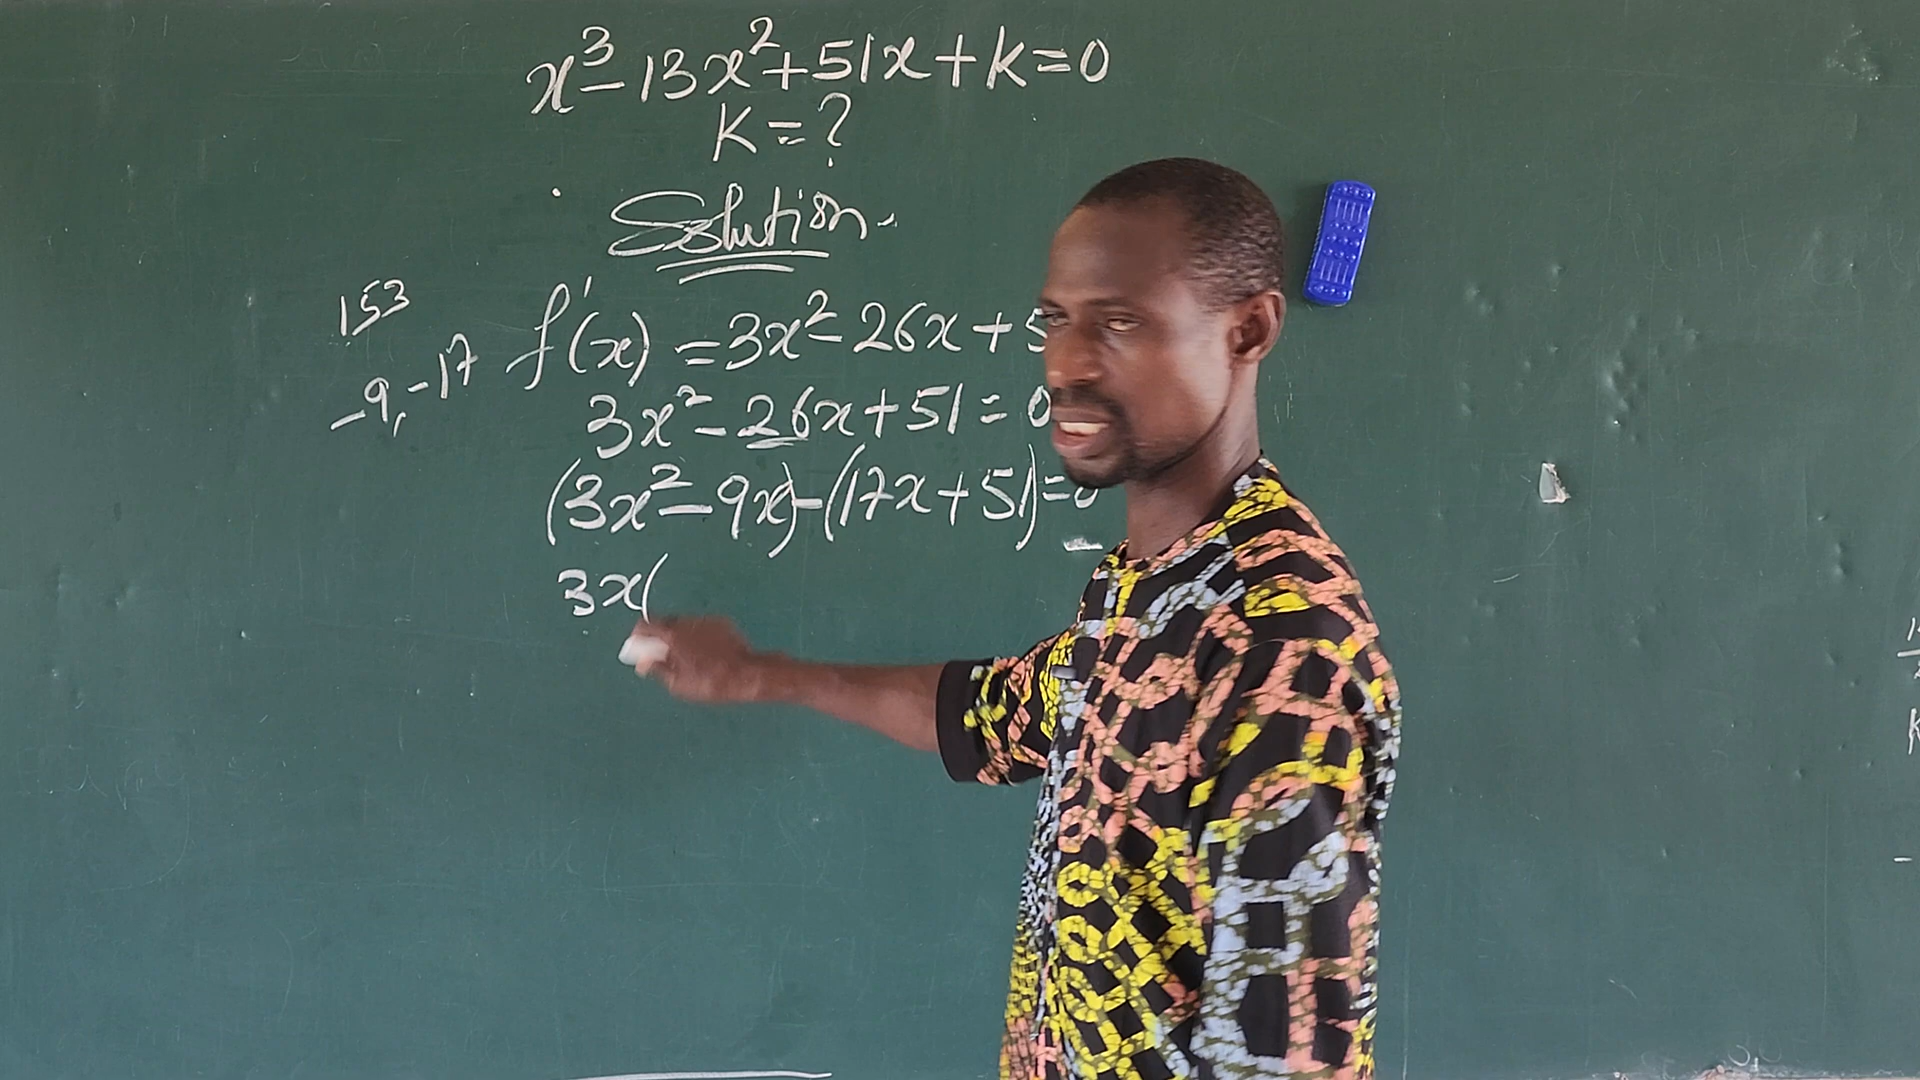 x³-13x²+51x+k=0
K=?
Solution.
153
-9,-17
f'(x)=3x²-26x+5
3x²-26x+51=0
(3x²-9x)-(17x+51)=0
3x(